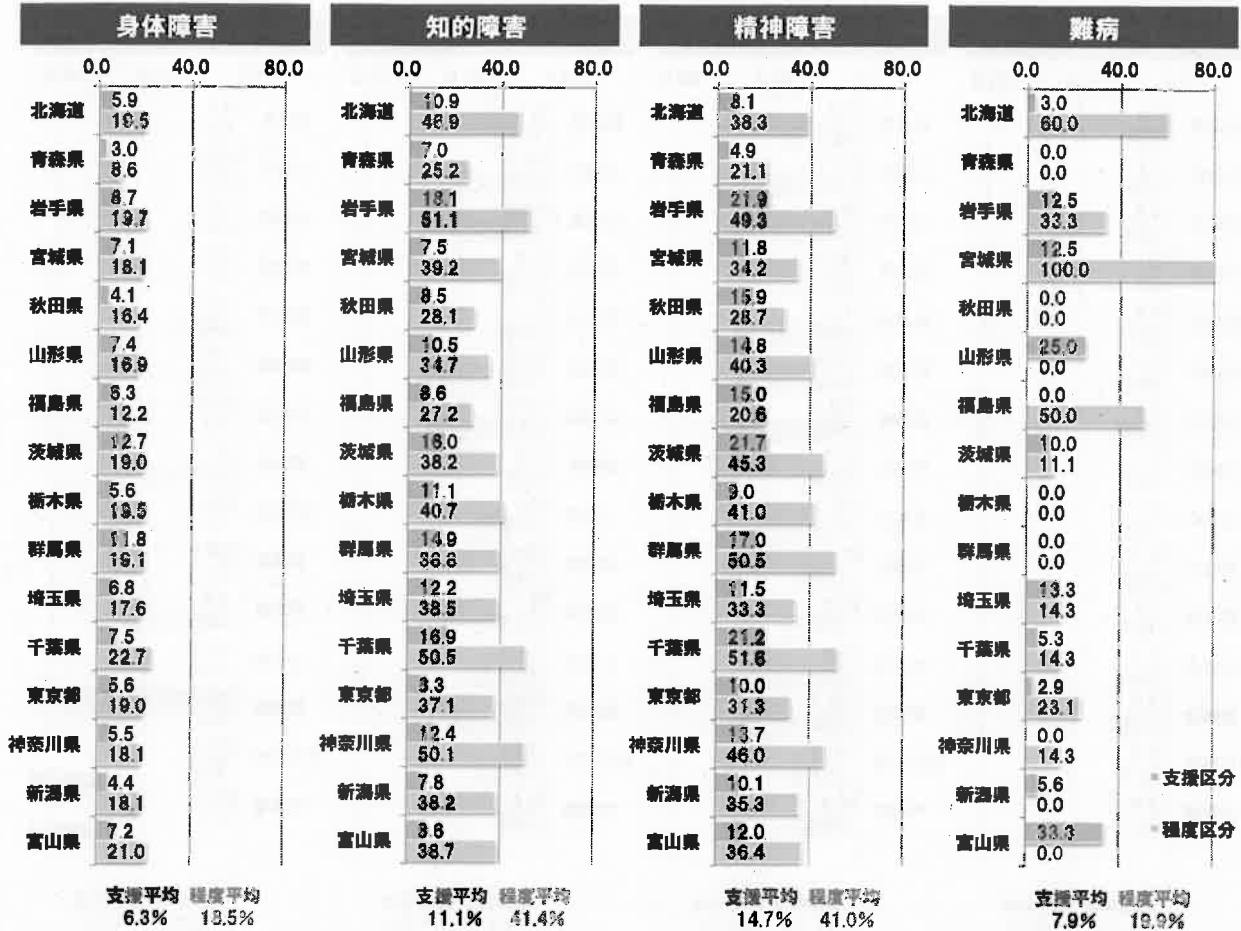 身体障害
0.0 40.0 80.0
北海道 5.9
19.5
青森県 3.0
8.6
岩手県 8.7
19.7
宮城県 7.1
18.1
秋田県 4.1
16.4
山形県 7.4
16.9
福島県
12.2
茨城県 12.7
19.0
栃木県 5.6
19.5
群馬県 11.8
19.1
埼玉県 6.8
17.6
千葉県 7.5
22.7
東京都 5.6
19.0
神奈川県 5.5
18.1
新潟県 4.4
18.1
富山県 7.2
21.0
支援平均 程度平均
6.3% 18.5%
知的障害
0.0 40.0 80.0
北海道 10.9
46.9
青森県 7.0
25.2
岩手県 18.1
51.1
宮城県 7.5
39.2
秋田県 8.5
28.1
山形県 10.5
34.7
福島県 8.6
27.2
茨城県 16.0
38.2
栃木県 11.1
40.7
群馬県 14.9
埼玉県 12.2
38.5
千葉県 16.9
50.5
東京都
37.1
神奈川県 12.4
50.1
新潟県 7.8
38.2
富山県
38.7
支援平均 程度平均
11.1% 41.4%
精神障害
0.0 40.0 80.0
北海道 8.1
38.3
青森県 4.9
21.1
岩手県 21.9
49.3
宮城県 11.8
34.2
秋田県 15.9
28.7
山形県 14.8
40.3
福島県 15.0
20.6
茨城県 21.7
45.3
栃木県 9.0
41.0
群馬県 17.0
50.5
埼玉県 11.5
33.3
千葉県 21.2
51.6
東京都 10.0
31.3
神奈川県 13.7
46.0
新潟県 10.1
35.3
富山県 12.0
36.4
支援平均 程度平均
14.7% 41.0%
難病
0.0 40.0 80.0
北海道 3.0
60.0
青森県 0.0
0.0
岩手県 12.5
33.3
宮城県 12.5
100.0
秋田県 0.0
0.0
山形県 25.0
0.0
福島県 0.0
50.0
茨城県 10.0
11.1
栃木県 0.0
0.0
群馬県 0.0
0.0
埼玉県 13.3
14.3
千葉県 5.3
14.3
東京都 2.9
23.1
神奈川県 0.0
14.3
新潟県 5.6
0.0
富山県 33.3
0.0
支援区分
程度区分
支援平均 程度平均
7.9% 19.9%